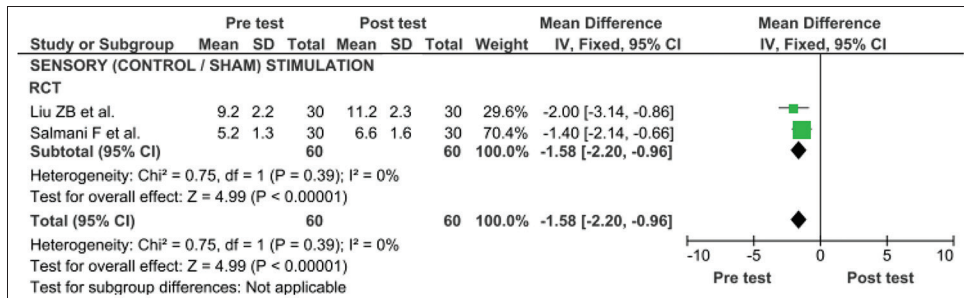 Pre test Post test Mean Difference Mean Difference
Study or Subgroup Mean SD Total Mean SD Total Weight IV, Fixed, 95% CI IV, Fixed, 95% CI
SENSORY (CONTROL / SHAM) STIMULATION
RCT
Liu ZB et al. 9.2 2.2 30 11.2 2.3 30 29.6% -2.00 [-3.14, -0.86]
Salmani F et al. 5.2 1.3 30 6.6 1.6 30 70.4% -1.40 [-2.14, -0.66]
Subtotal (95% CI) 60 60 100.0% -1.58 [-2.20, -0.96]
Heterogeneity: Chi² = 0.75, df = 1 (P = 0.39); I² = 0%
Test for overall effect: Z = 4.99 (P < 0.00001)
Total (95% CI) 60 60 100.0% -1.58 [-2.20, -0.96]
Heterogeneity: Chi² = 0.75, df = 1 (P = 0.39); I² = 0%
-10 -5 0 5 10
Test for overall effect: Z = 4.99 (P < 0.00001)
Pre test Post test
Test for subgroup differences: Not applicable